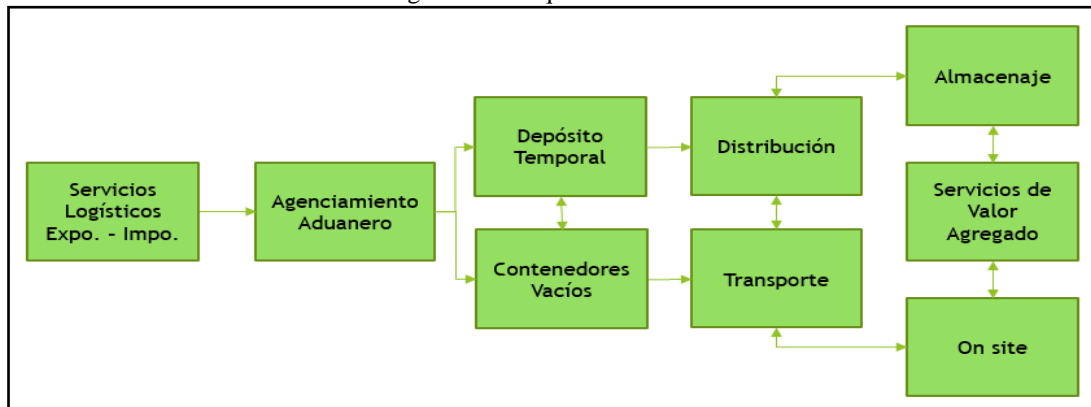 Servicios
Logísticos
Expo. - Impo.
Agenciamiento
Aduanero
Depósito
Temporal
Contenedores
Vacíos
Distribución
Transporte
Almacenaje
Servicios de
Valor
Agregado
On site